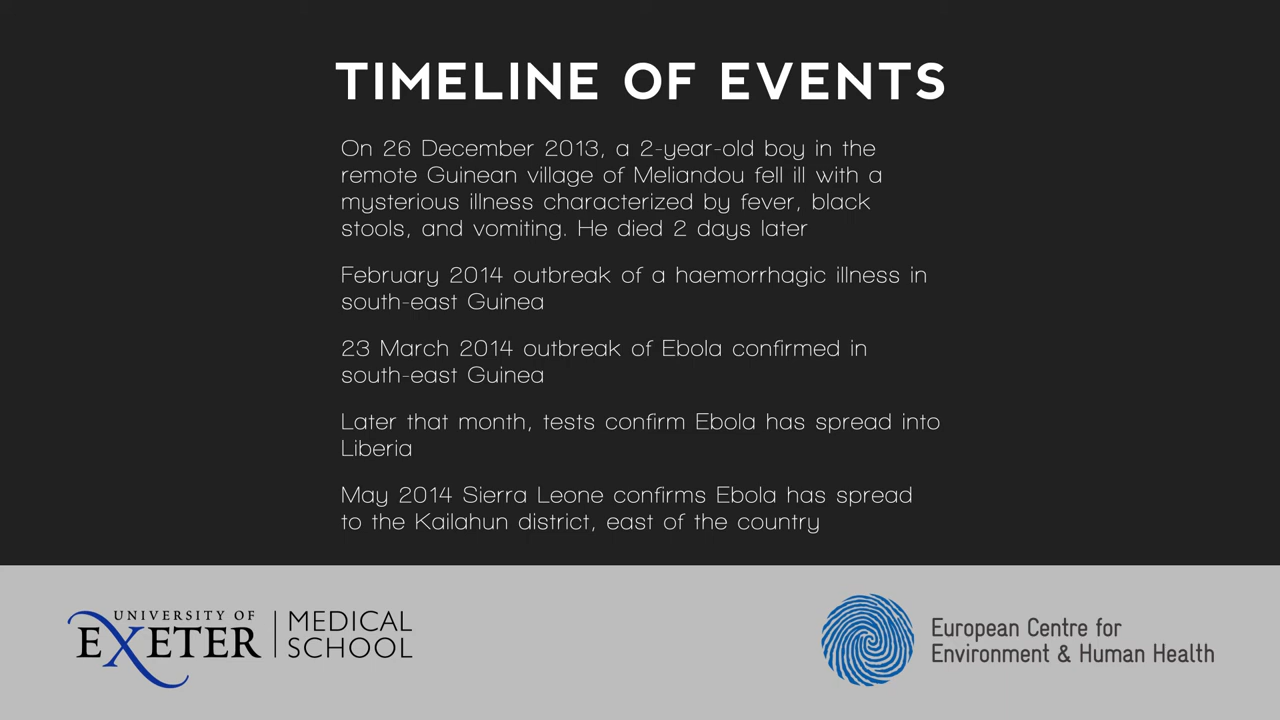 TIMELINE OF EVENTS
On 26 December 2013, a 2-year-old boy in the
remote Guinean village of Meliandou fell ill with a
mysterious illness characterized by fever, black
stools, and vomiting. He died 2 days later
February 2014 outbreak of a haemorrhagic illness in
south-east Guinea
23 March 2014 outbreak of Ebola confirmed in
south-east Guinea
Later that month, tests confirm Ebola has spread into
Liberia
May 2014 Sierra Leone confirms Ebola has spread
to the Kailahun district, east of the country
UNIVERSITY OF
EXETER
MEDICAL
SCHOOL
European Centre for
Environment & Human Health